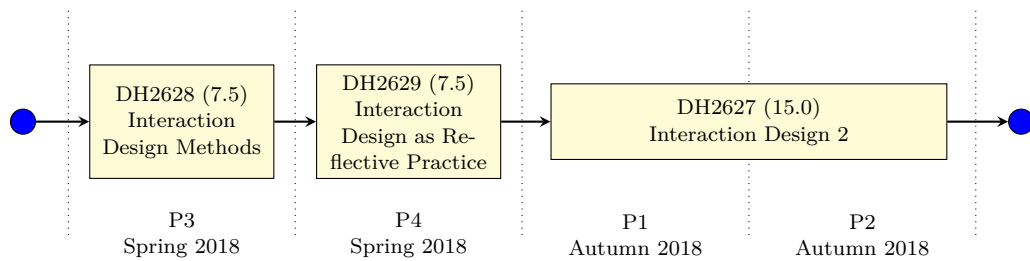 DH2628 (7.5)
Interaction
Design Methods
DH2629 (7.5)
Interaction
Design as Re-
flective Practice
DH2627 (15.0)
Interaction Design 2
P3
Spring 2018
P4
Spring 2018
P1
Autumn 2018
P2
Autumn 2018